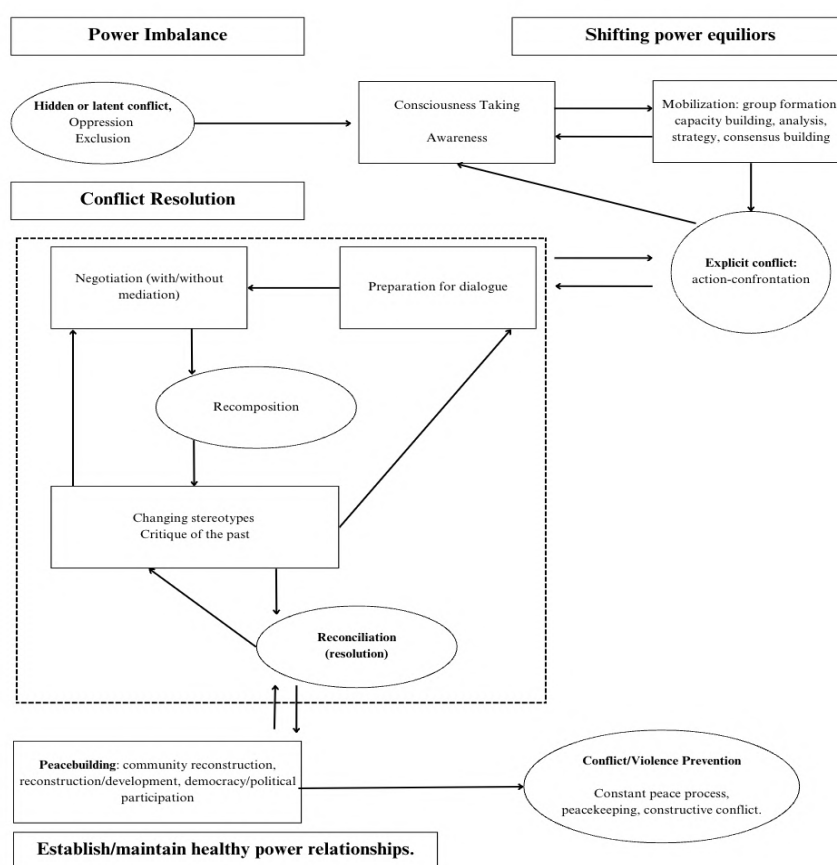 Power Imbalance
Shifting power equiliors
Hidden or latent conflict,
Oppression
Exclusion
Consciousness Taking
Awareness
Mobilization: group formation
capacity building, analysis,
strategy, consensus building
Conflict Resolution
Negotiation (with/without
mediation)
Preparation for dialogue
Explicit conflict:
action-confrontation
Recomposition
Changing stereotypes
Critique of the past
Reconciliation
(resolution)
Peacebuilding: community reconstruction,
reconstruction/development, democracy/political
participation
Conflict/Violence Prevention
Constant peace process,
peacekeeping, constructive conflict.
Establish/maintain healthy power relationships.